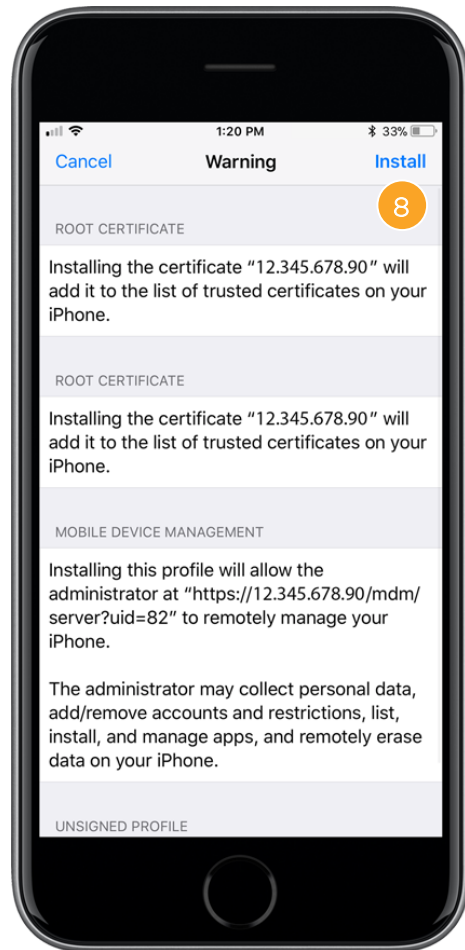 1:20 PM
33%
Cancel
Warning
Install
8
ROOT CERTIFICATE
Installing the certificate “12.345.678.90” will
add it to the list of trusted certificates on your
iPhone.
ROOT CERTIFICATE
Installing the certificate “12.345.678.90” will
add it to the list of trusted certificates on your
iPhone.
MOBILE DEVICE MANAGEMENT
Installing this profile will allow the
administrator at “https://12.345.678.90/mdm/
server?uid=82” to remotely manage your
iPhone.
The administrator may collect personal data,
add/remove accounts and restrictions, list,
install, and manage apps, and remotely erase
data on your iPhone.
UNSIGNED PROFILE